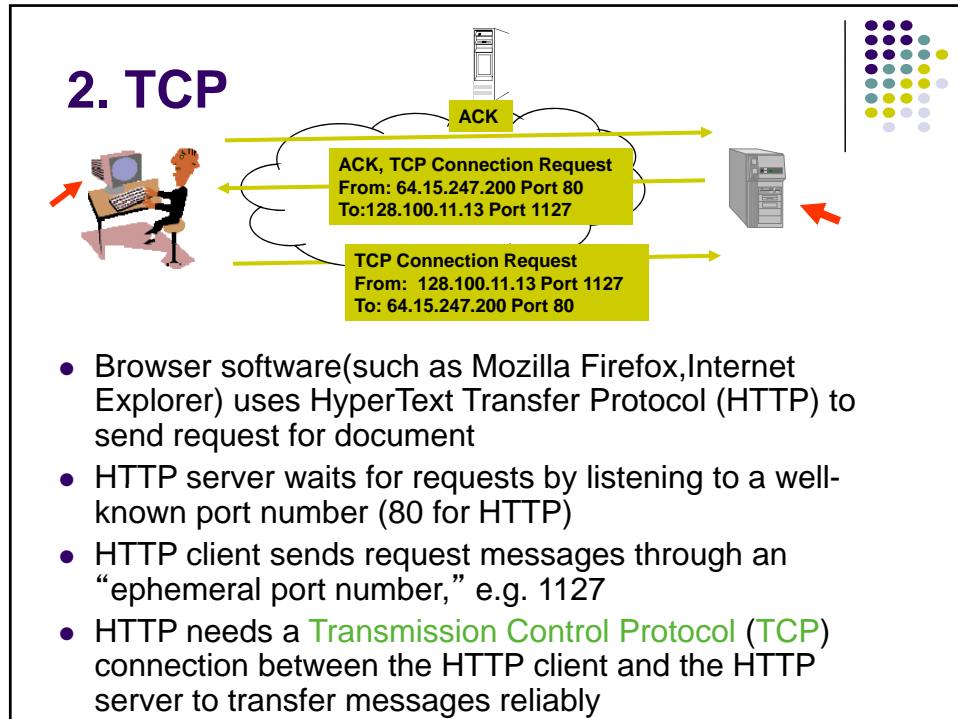 2. TCP
ACK
ACK, TCP Connection Request
From: 64.15.247.200 Port 80
To:128.100.11.13 Port 1127
TCP Connection Request
From: 128.100.11.13 Port 1127
To: 64.15.247.200 Port 80
Browser software(such as Mozilla Firefox,Internet
Explorer) uses HyperText Transfer Protocol (HTTP) to
send request for document
HTTP server waits for requests by listening to a well-
known port number (80 for HTTP)
HTTP client sends request messages through an
“ephemeral port number,” e.g. 1127
HTTP needs a Transmission Control Protocol (TCP)
connection between the HTTP client and the HTTP
server to transfer messages reliably